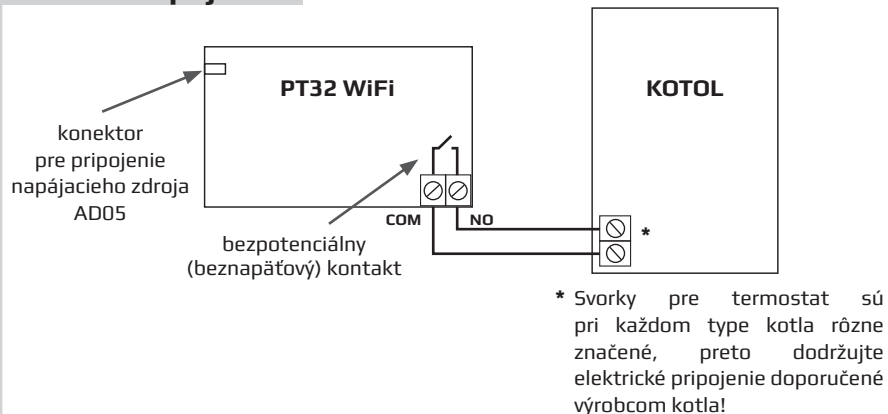 PT32 WiFi
KOTOL
konektor
pre pripojenie
napájacieho zdroja
AD05
COM
NO
*
bezpotenciálny
(beznapäťový) kontakt
* Svorky pre termostat sú
pri každom type kotla rôzne
značené, preto dodržujte
elektrické pripojenie doporučené
výrobcom kotla!